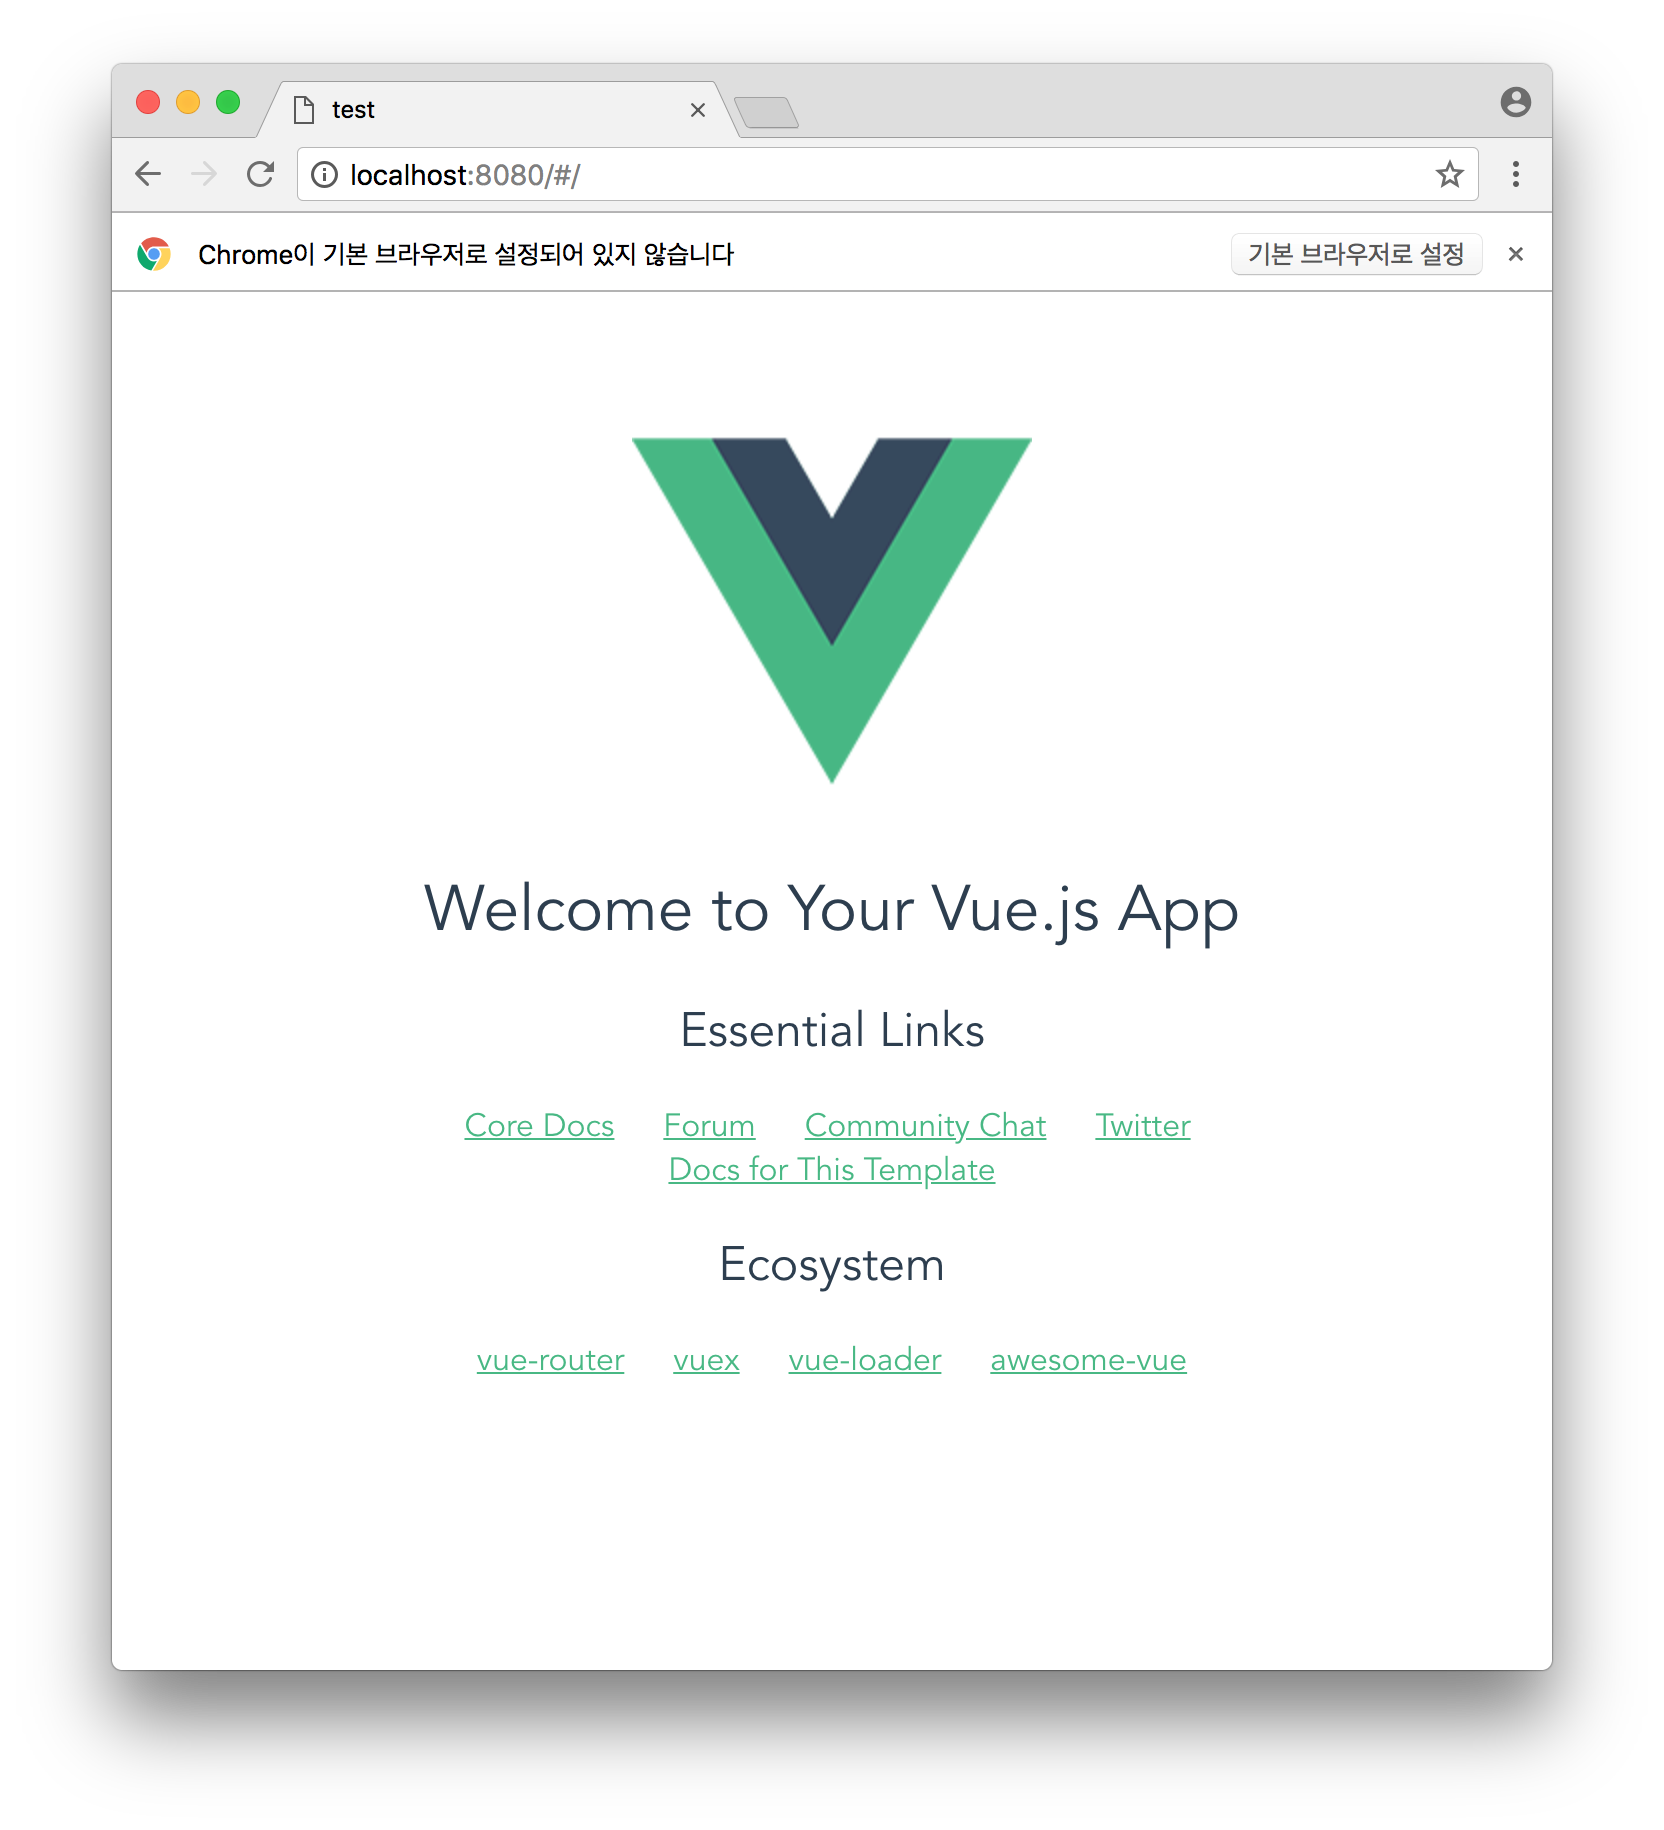 test
localhost:8080/#/
Chrome이 기본 브라우저로 설정되어 있지 않습니다 기본 브라우저로 설정
Welcome to Your Vue.js App
Essential Links
Core Docs Forum Community Chat Twitter
Docs for This Template
Ecosystem
vue-router vuex vue-loader awesome-vue